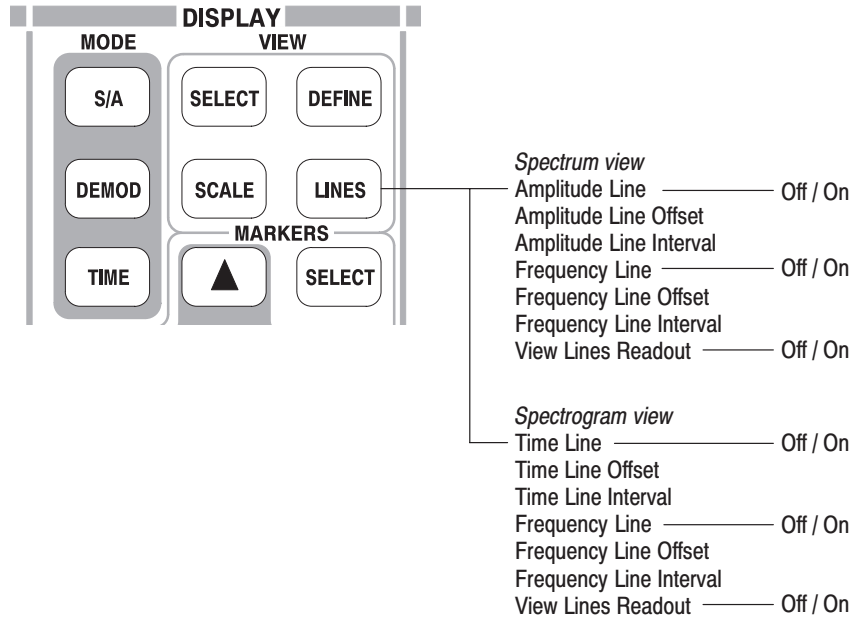 DISPLAY
MODE VIEW
S/A SELECT DEFINE
DEMOD SCALE LINES
MARKERS
TIME SELECT
Spectrum view
Amplitude Line Off / On
Amplitude Line Offset
Amplitude Line Interval
Frequency Line Off / On
Frequency Line Offset
Frequency Line Interval
View Lines Readout Off / On
Spectrogram view
Time Line Off / On
Time Line Offset
Time Line Interval
Frequency Line Off / On
Frequency Line Offset
Frequency Line Interval
View Lines Readout Off / On